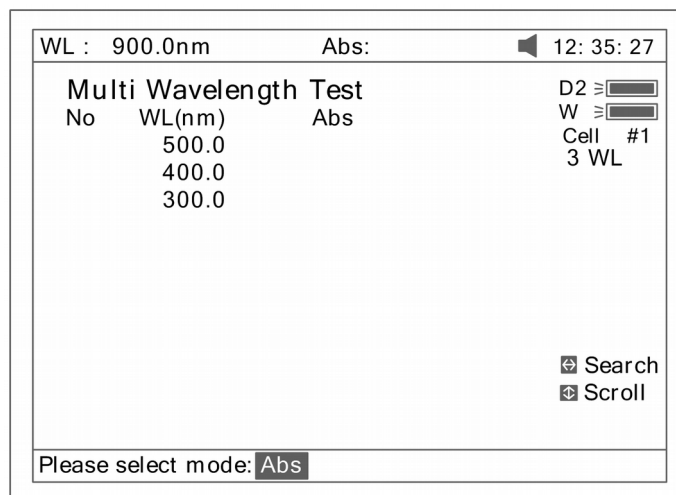 WL : 900.0nm Abs: 12: 35: 27
Multi Wavelength Test
No WL(nm) Abs
500.0
400.0
300.0
D2
W
Cell #1
3 WL
Search
Scroll
Please select mode: Abs